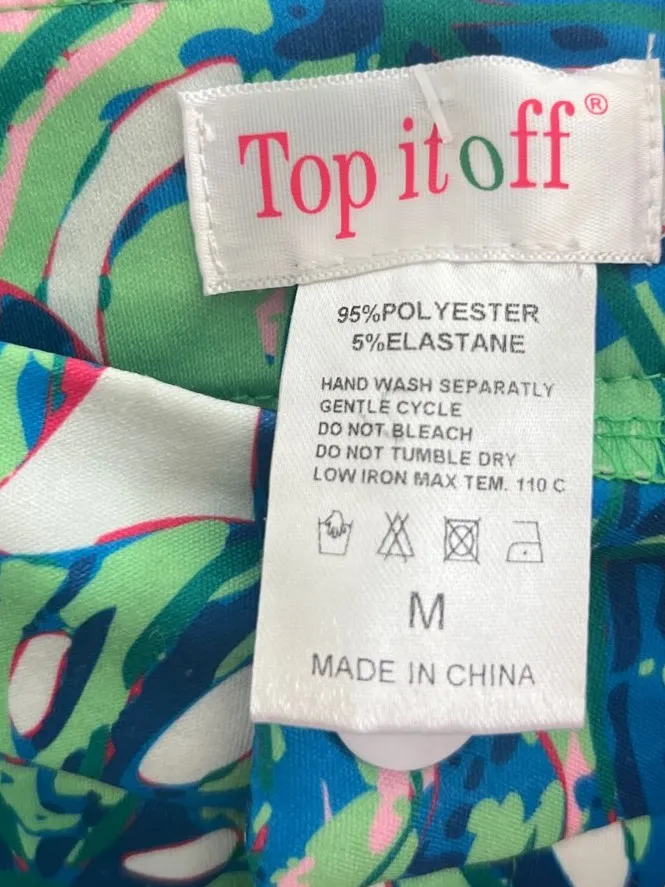 Top it off®
95%POLYESTER
5%ELASTANE
HAND WASH SEPARATLY
GENTLE CYCLE
DO NOT BLEACH
DO NOT TUMBLE DRY
LOW IRON MAX TEM. 110 C
M
MADE IN CHINA